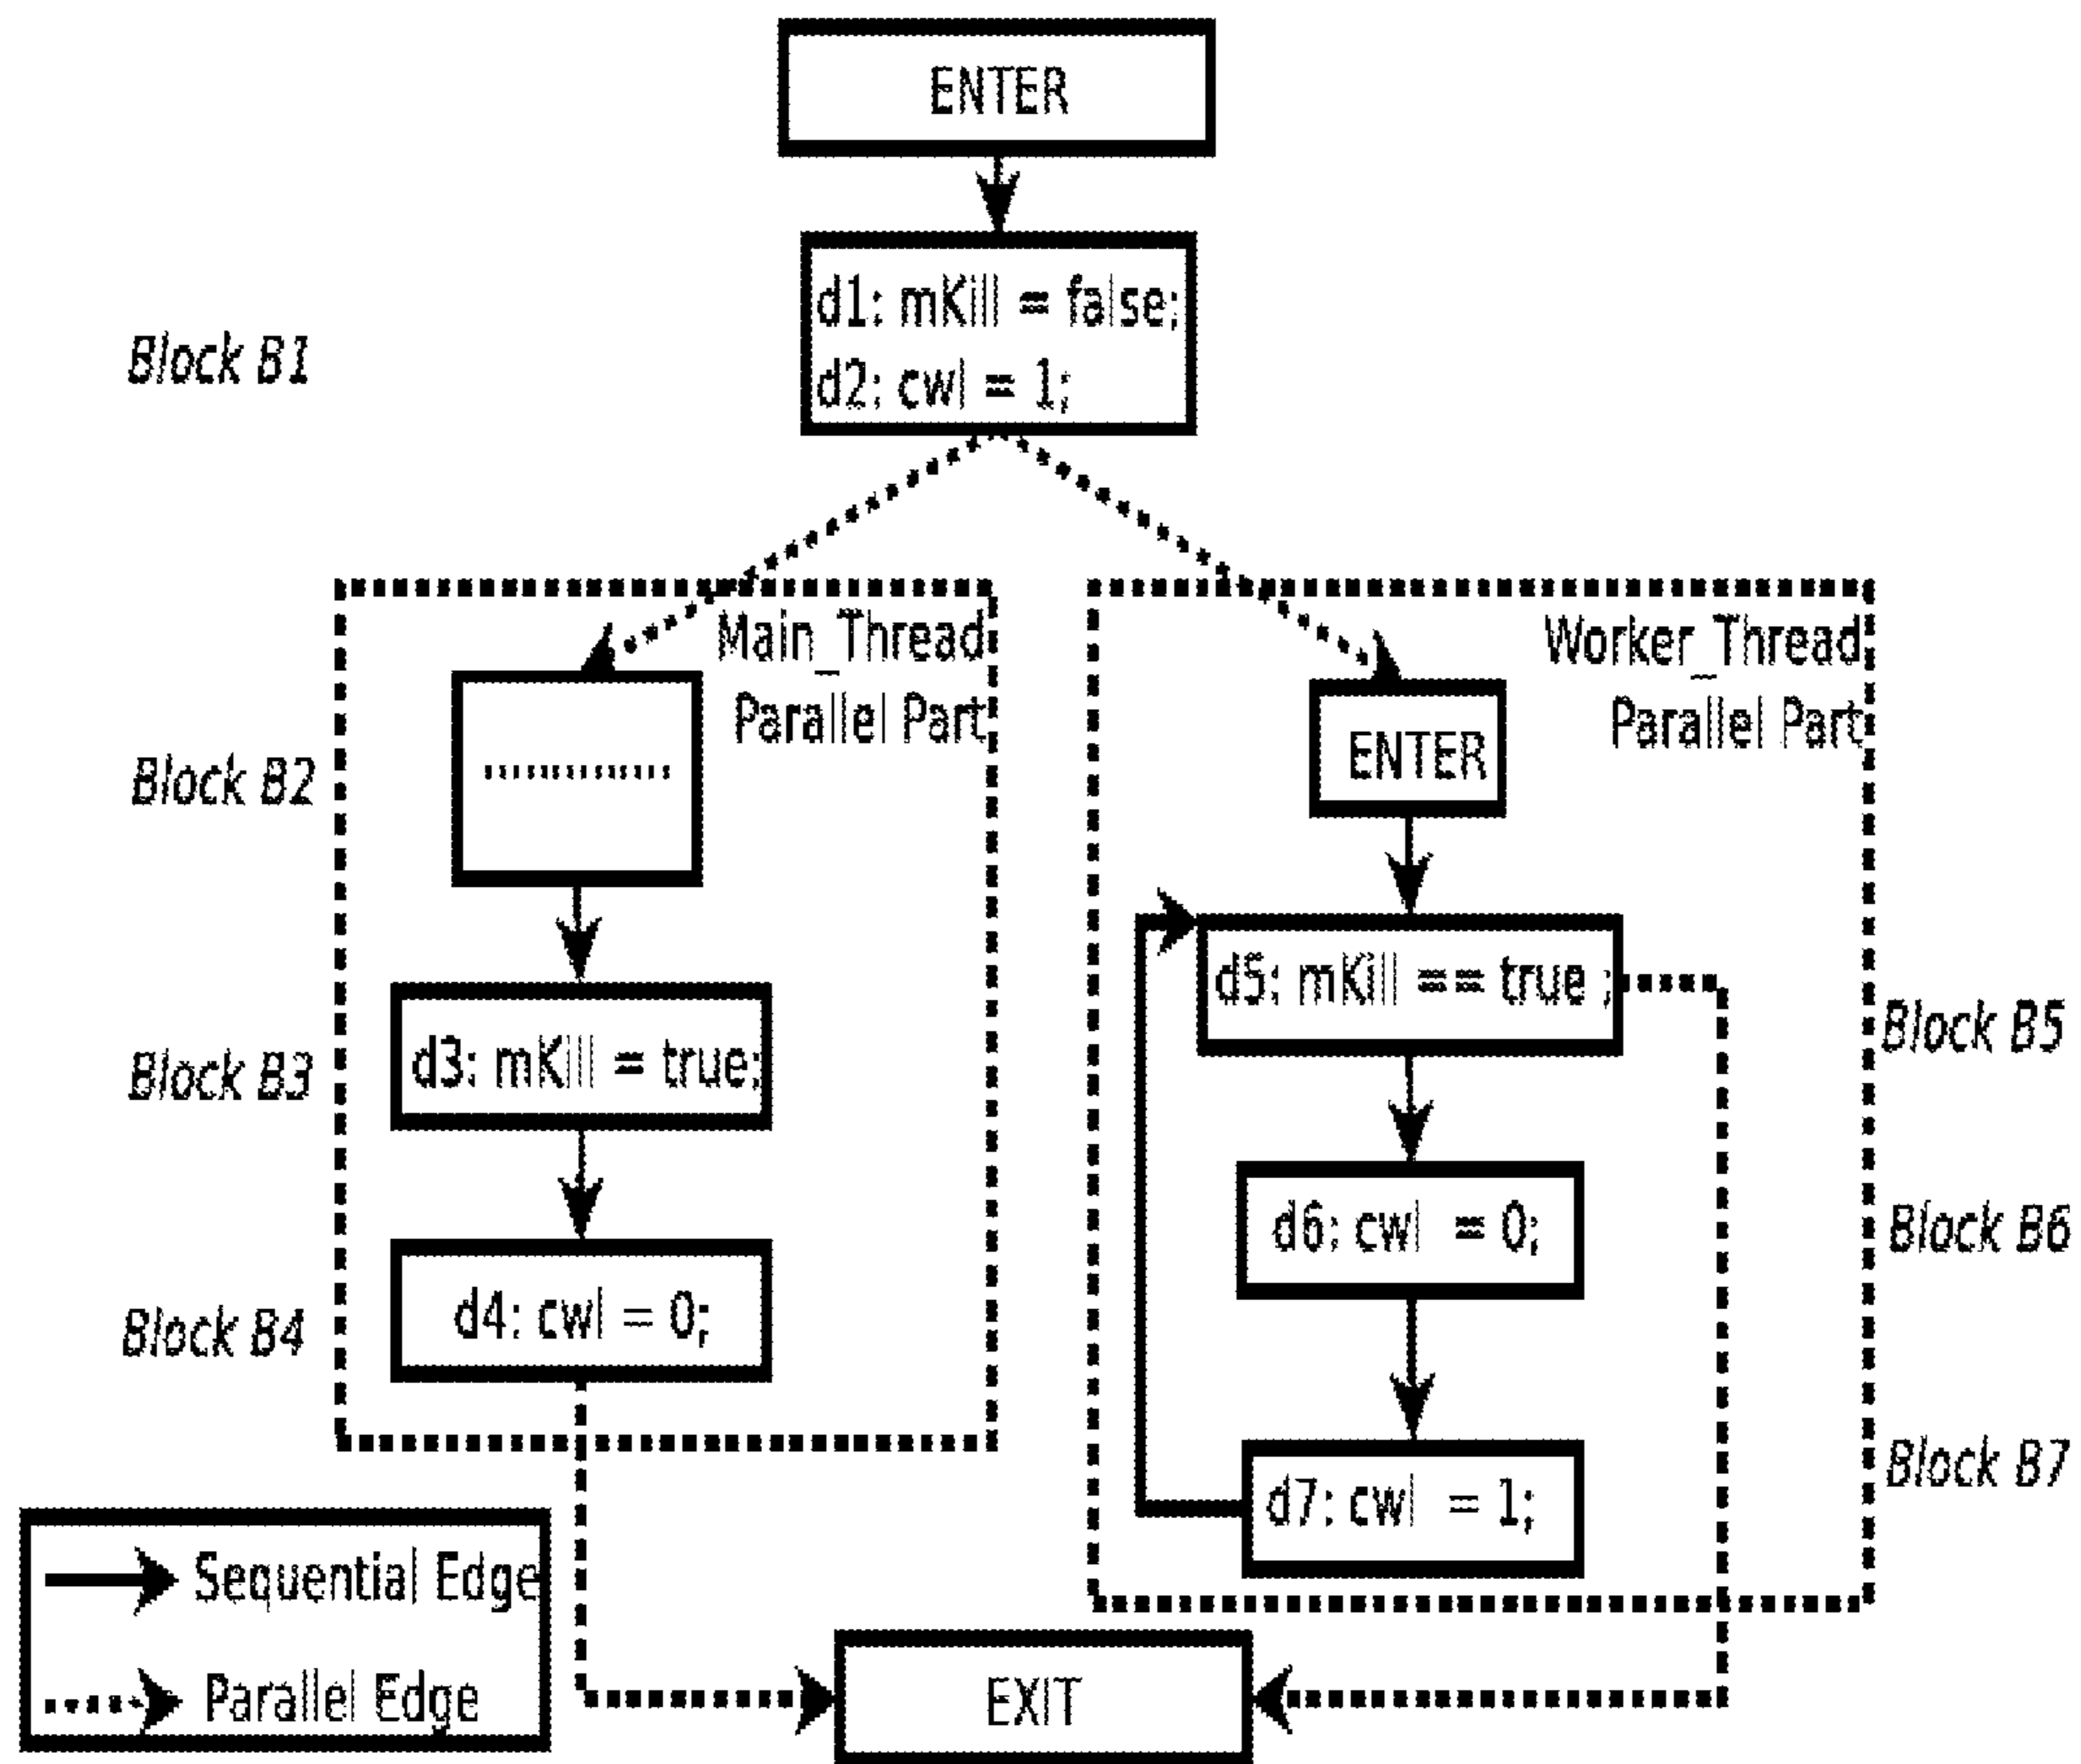 ENTER
d1: mKill = false;
d2: cwl = 1;
Block B1
Main_Thread
Parallel Part
Worker_Thread
Parallel Part
Block B2
.............
ENTER
d5: mKill == true ;
Block B5
d3: mKill = true;
Block B3
d6: cwl = 0;
Block B6
d4: cwl = 0;
Block B4
d7: cwl = 1;
Block B7
Sequential Edge
Parallel Edge
EXIT